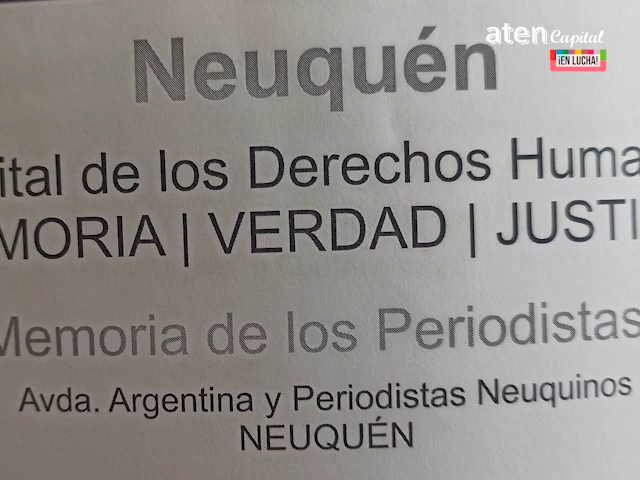 aten Capital
¡EN LUCHA!
Neuquén
ital de los Derechos Huma
MORIA | VERDAD | JUSTI
Memoria de los Periodistas
Avda. Argentina y Periodistas Neuquinos
NEUQUÉN